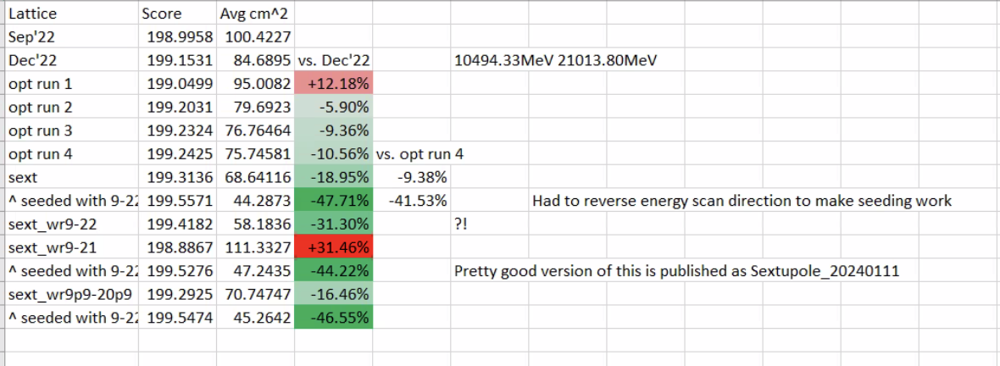 Lattice Score Avg cm^2
Sep'22 198.9958 100.4227
Dec'22 199.1531 84.6895 vs. Dec'22 10494.33MeV 21013.80MeV
opt run 1 199.0499 95.0082 +12.18%
opt run 2 199.2031 79.6923 -5.90%
opt run 3 199.2324 76.76464 -9.36%
opt run 4 199.2425 75.74581 -10.56% vs. opt run 4
sext 199.3136 68.64116 -18.95% -9.38%
^ seeded with 9-22 199.5571 44.2873 -47.71% -41.53% Had to reverse energy scan direction to make seeding work
sext_wr9-22 199.4182 58.1836 -31.30% ?!
sext_wr9-21 198.8867 111.3327 +31.46%
^ seeded with 9-22 199.5276 47.2435 -44.22% Pretty good version of this is published as Sextupole_20240111
sext_wr9p9-20p9 199.2925 70.74747 -16.46%
^ seeded with 9-22 199.5474 45.2642 -46.55%